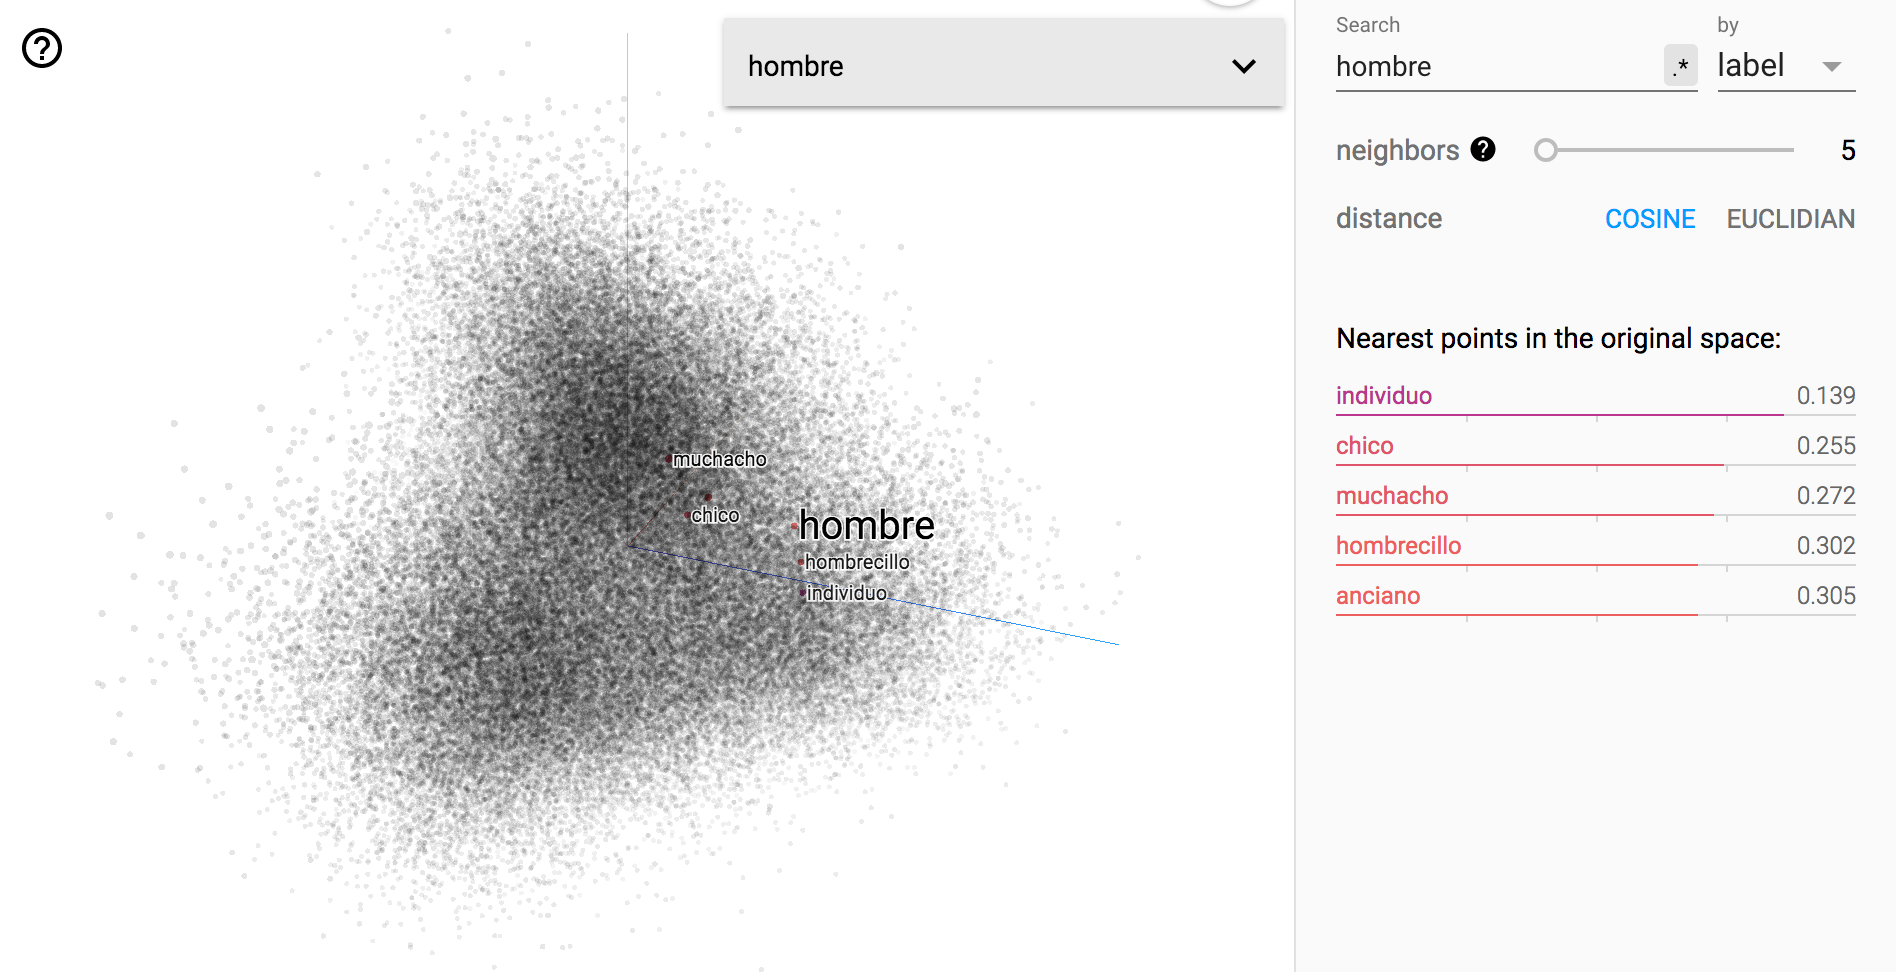 hombre
muchacho
chico
hombre
hombrecillo
individuo
Search
by
hombre
.*
label
neighbors ?
5
distance
COSINE
EUCLIDIAN
Nearest points in the original space:
individuo 0.139
chico 0.255
muchacho 0.272
hombrecillo 0.302
anciano 0.305